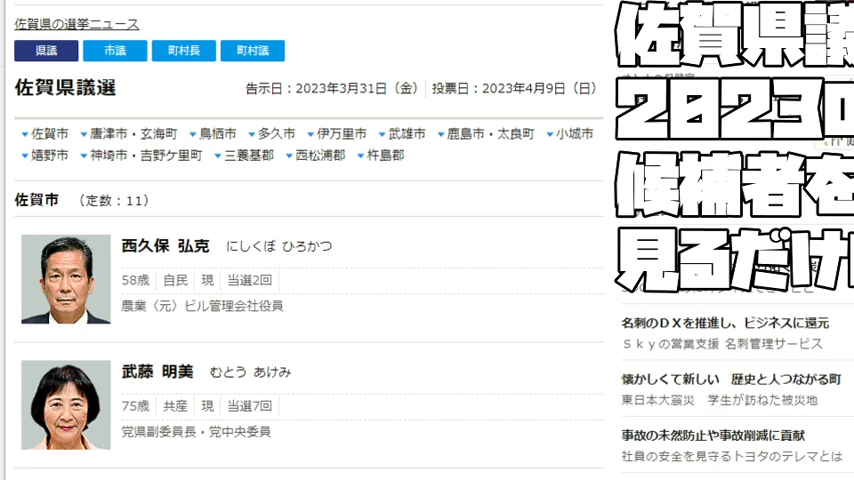 佐賀県の選挙ニュース
県議 市議 町村長 町村議
佐賀県議選 告示日：2023年3月31日（金） 投票日：2023年4月9日（日）
佐賀市 唐津市・玄海町 鳥栖市 多久市 伊万里市 武雄市 鹿島市・太良町 小城市
嬉野市 神埼市・吉野ケ里町 三養基郡 西松浦郡 杵島郡
佐賀市 （定数：11）
西久保 弘克 にしくぼ ひろかつ
58歳 自民 現 当選2回
農業〈元〉ビル管理会社役員
武藤 明美 むとう あけみ
75歳 共産 現 当選7回
党県副委員長・党中央委員
佐賀県議
2023の
候補者を
見るだけ
名刺のＤＸを推進し、ビジネスに還元
Ｓｋｙの営業支援 名刺管理サービス
懐かしくて新しい 歴史と人つながる町
東日本大震災 学生が訪ねた被災地
事故の未然防止や事故削減に貢献
社員の安全を見守るトヨタのテレマとは